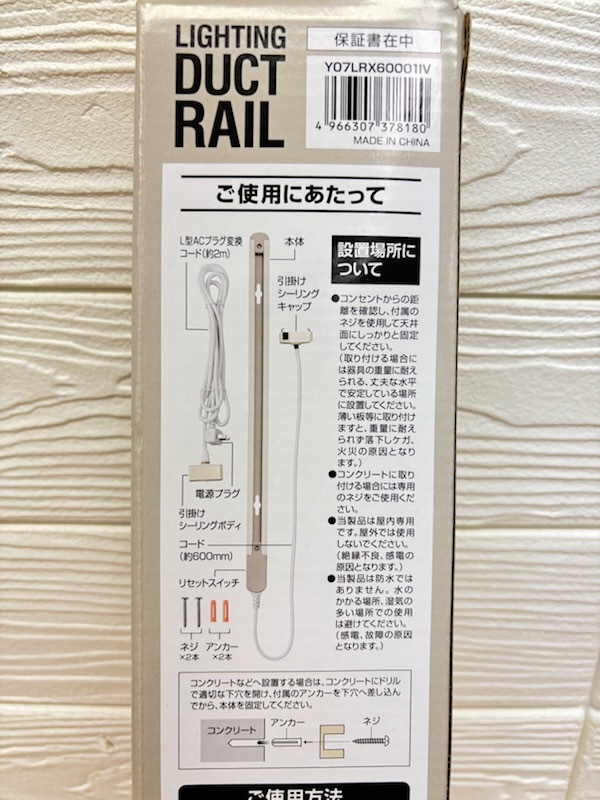 LIGHTING
DUCT
RAIL
保証書在中
Y07LRX60001IV
4 966307 378180
MADE IN CHINA
ご使用にあたって
L型ACプラグ変換
コード(約2m)
本体
引掛け
シーリング
キャップ
電源プラグ
引掛け
シーリングボディ
コード
(約600mm)
リセットスイッチ
ネジ
×2本
アンカー
×2本
設置場所に
ついて
●コンセントからの距
離を確認し、付属の
ネジを使用して天井
面にしっかりと固定
してください。
(取り付ける場合に
は器具の重量に耐え
られる、丈夫な水平
で安定している場所
に設置してください。
薄い板等に取り付け
ますと、重量に耐え
られず落下しケガ、
火災の原因となり
ます。)
●コンクリートに取り
付ける場合には専用
のネジをご使用くだ
さい。
●当製品は屋内専用
です。屋外では使用
しないでください。
(絶縁不良、感電の
原因となります。)
●当製品は防水では
ありません。水の
かかる場所、湿気の
多い場所での使用
は避けてください。
(感電、故障の原因
となります。)
コンクリートなどへ設置する場合は、コンクリートにドリル
で適切な下穴を開け、付属のアンカーを下穴へ差し込ん
でから、本体を固定してください。
コンクリート
アンカー
ネジ
ご使用方法